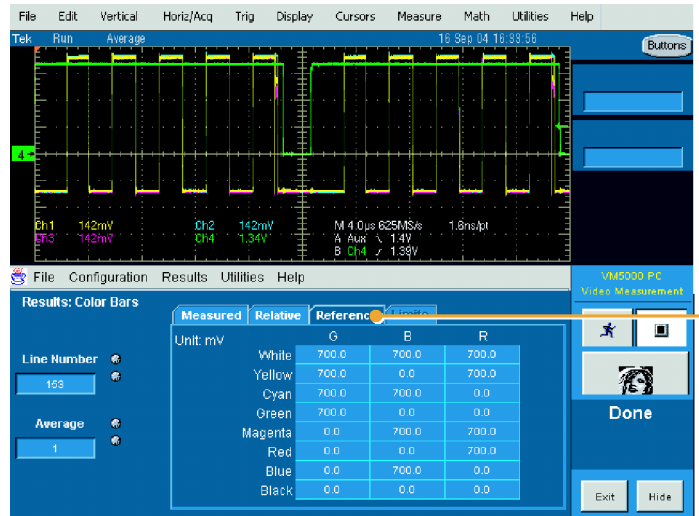 File Edit Vertical Horiz/Acq Trig Display Cursors Measure Math Utilities Help
Tek Run Average 16 Sep 04 16:33:56
Buttons
4
Ch1 142mV Ch2 142mV M 4.0µs 625MS/s 1.6ns/pt
Ch3 142mV Ch4 1.34V A Aux \ 1.4V
B Ch4 / 1.39V
File Configuration Results Utilities Help
VM5000 PC
Video Measurement
Results: Color Bars
Measured Relative Referenc Limits
Unit: mV G B R
White 700.0 700.0 700.0
Yellow 700.0 0.0 700.0
Cyan 700.0 700.0 0.0
Green 700.0 0.0 0.0
Magenta 0.0 700.0 700.0
Red 0.0 0.0 700.0
Blue 0.0 700.0 0.0
Black 0.0 0.0 0.0
Line Number
153
Average
1
Done
Exit Hide